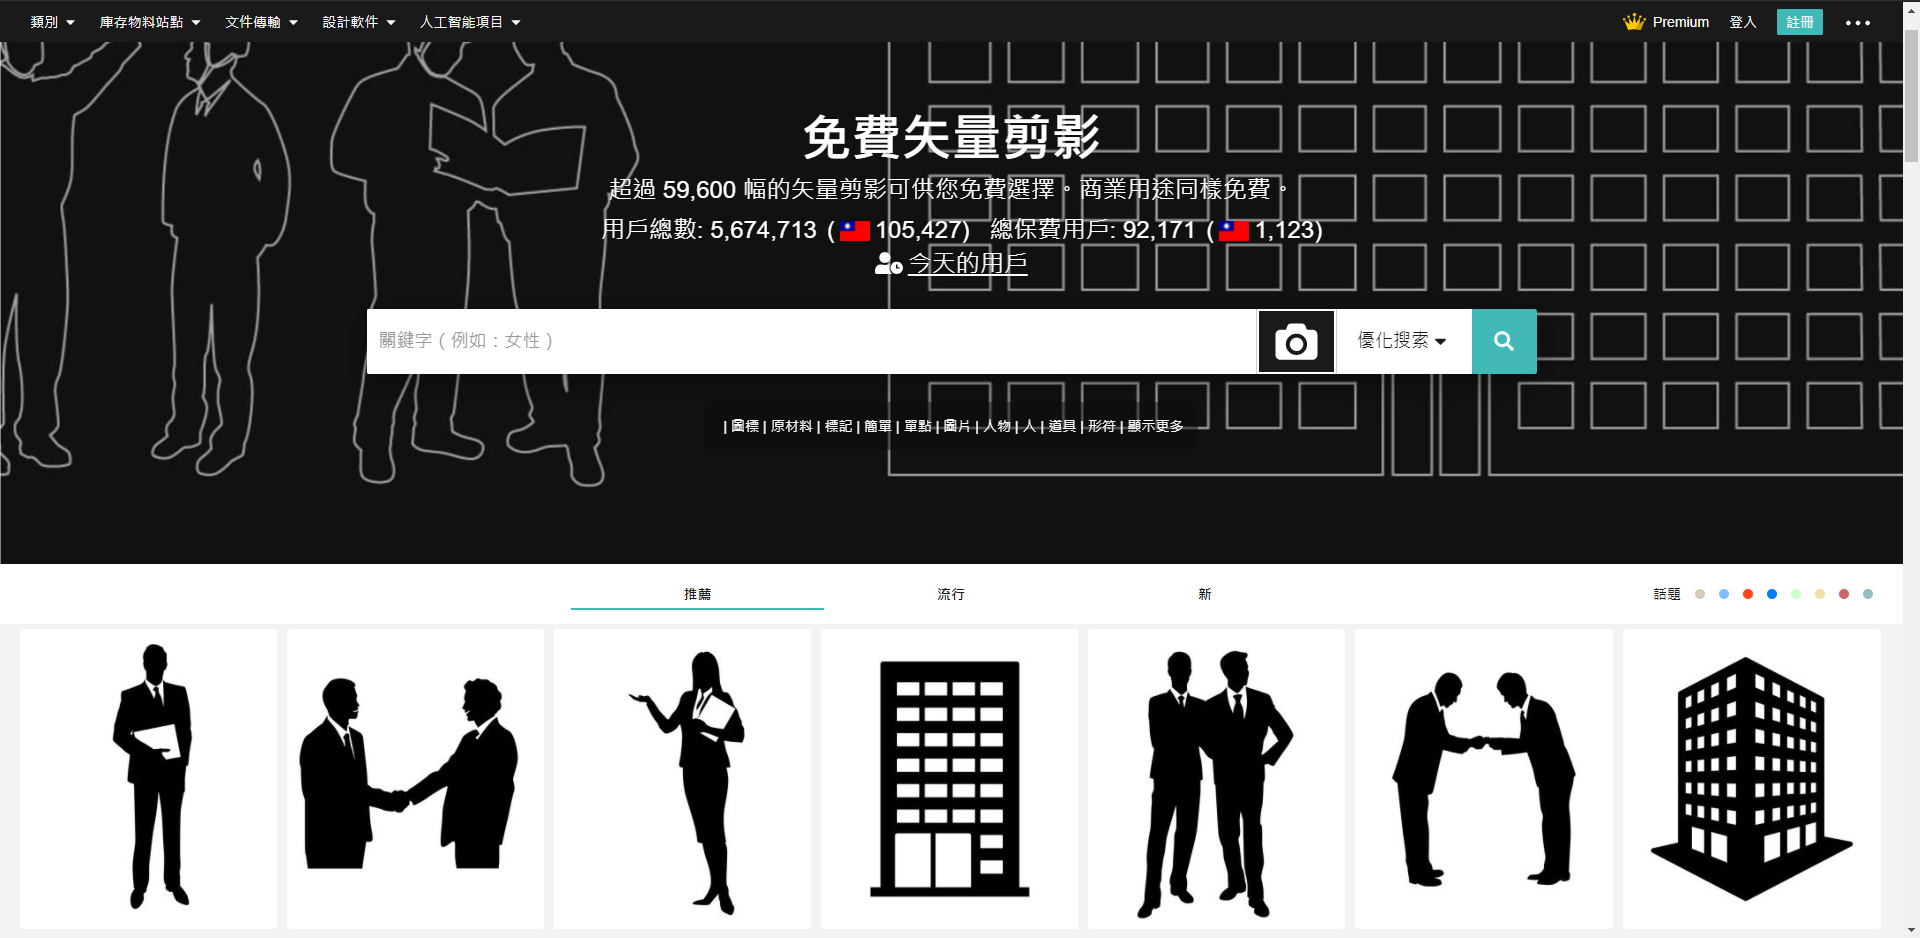 類別 庫存物料站點 文件傳輸 設計軟件 人工智能項目 Premium 登入 註冊
免費矢量剪影
超過 59,600 幅的矢量剪影可供您免費選擇。商業用途同樣免費。
用戶總數: 5,674,713 ( 105,427) 總保費用戶: 92,171 ( 1,123)
今天的用戶
關鍵字（例如：女性） 優化搜索
| 圖標 | 原材料 | 標記 | 簡單 | 單點 | 圖片 | 人物 | 人 | 道具 | 形符 | 顯示更多
推薦 流行 新 話題